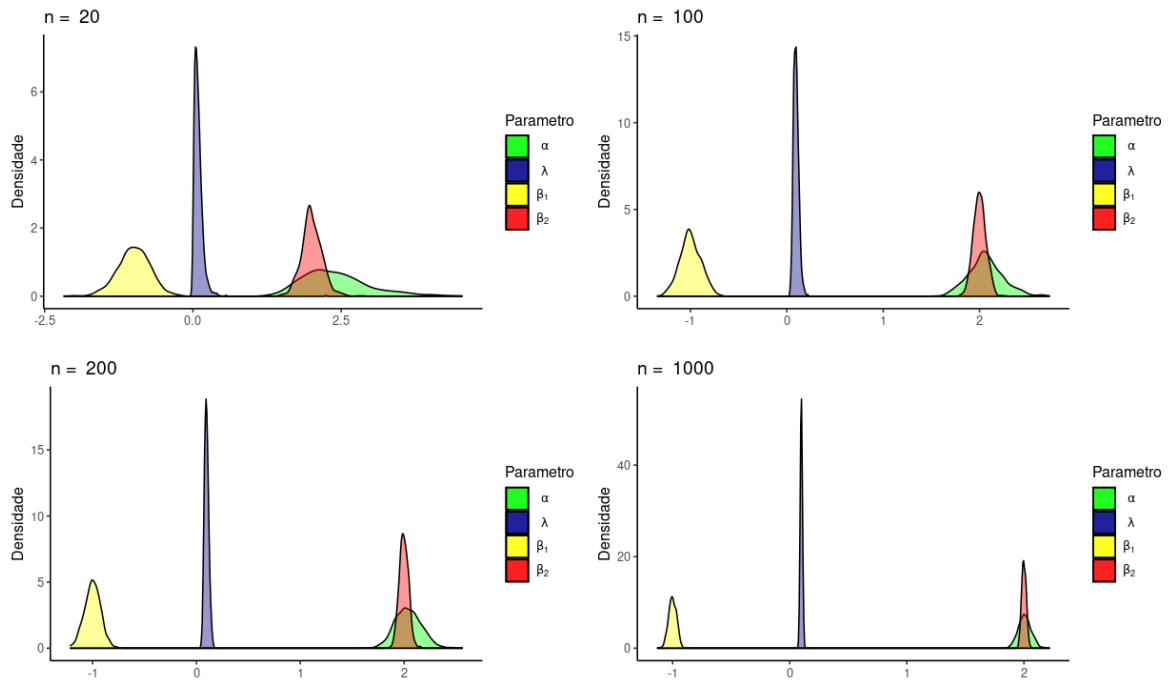 n = 20
Densidade
6
4
2
0
-2.5 0.0 2.5
Parametro
α
λ
β₁
β₂
n = 100
Densidade
15
10
5
0
-1 0 1 2
Parametro
α
λ
β₁
β₂
n = 200
Densidade
15
10
5
0
-1 0 1 2
Parametro
α
λ
β₁
β₂
n = 1000
Densidade
40
20
0
-1 0 1 2
Parametro
α
λ
β₁
β₂